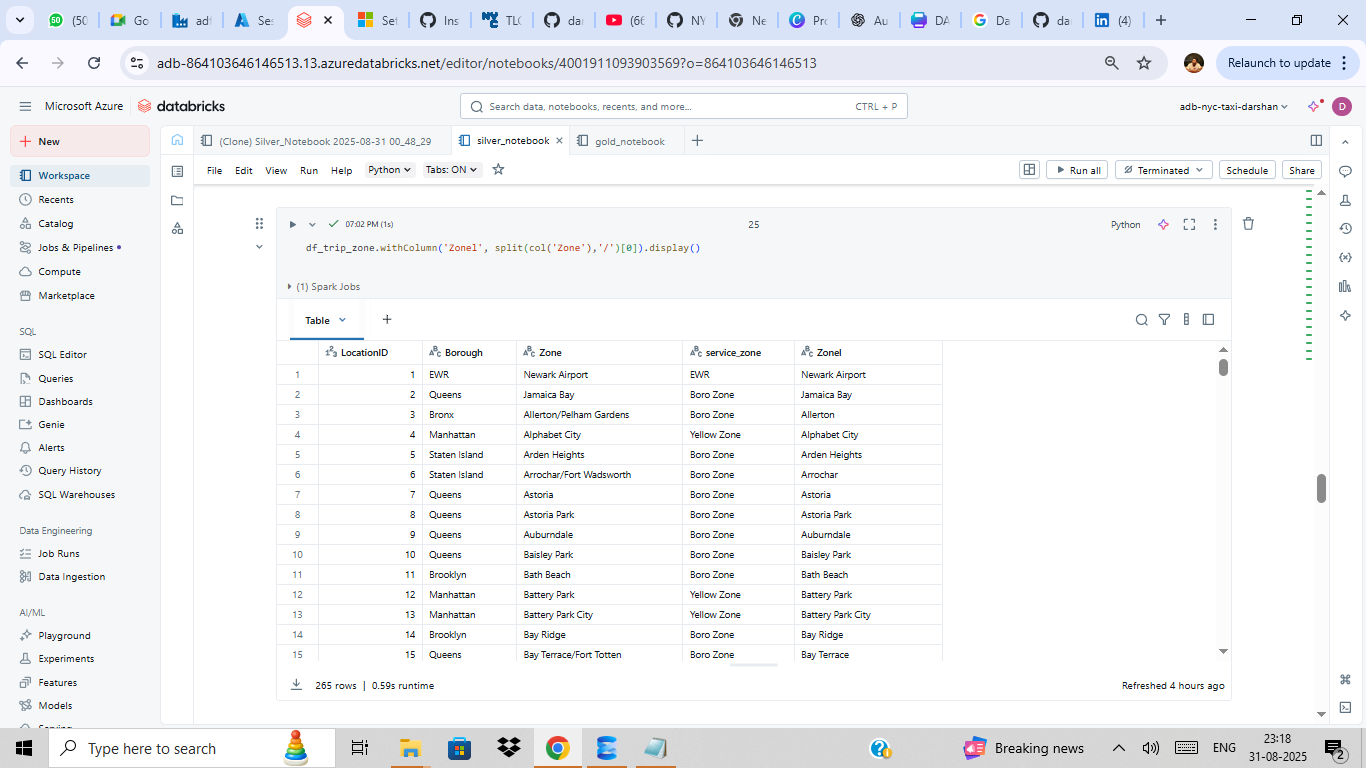 (50
Go
adf
Ses
Set
Ins
TLC
da
(66
NY
Ne
Pro
Au
DA
Da
da
(4)
adb-864103646146513.13.azuredatabricks.net/editor/notebooks/4001911093903569?o=864103646146513
Relaunch to update
Microsoft Azure
databricks
Search data, notebooks, recents, and more...
CTRL + P
adb-nyc-taxi-darshan
D
New
(Clone) Silver_Notebook 2025-08-31 00_48_29
silver_notebook
gold_notebook
File Edit View Run Help Python Tabs: ON
Run all
Terminated
Schedule
Share
Workspace
Recents
Catalog
Jobs & Pipelines
Compute
Marketplace
SQL
SQL Editor
Queries
Dashboards
Genie
Alerts
Query History
SQL Warehouses
Data Engineering
Job Runs
Data Ingestion
AI/ML
Playground
Experiments
Features
Models
Serving
07:02 PM (1s)
25
Python
df_trip_zone.withColumn('Zone1', split(col('Zone'),'/')[0]).display()
(1) Spark Jobs
Table
LocationID Borough Zone service_zone Zone1
1 1 EWR Newark Airport EWR Newark Airport
2 2 Queens Jamaica Bay Boro Zone Jamaica Bay
3 3 Bronx Allerton/Pelham Gardens Boro Zone Allerton
4 4 Manhattan Alphabet City Yellow Zone Alphabet City
5 5 Staten Island Arden Heights Boro Zone Arden Heights
6 6 Staten Island Arrochar/Fort Wadsworth Boro Zone Arrochar
7 7 Queens Astoria Boro Zone Astoria
8 8 Queens Astoria Park Boro Zone Astoria Park
9 9 Queens Auburndale Boro Zone Auburndale
10 10 Queens Baisley Park Boro Zone Baisley Park
11 11 Brooklyn Bath Beach Boro Zone Bath Beach
12 12 Manhattan Battery Park Yellow Zone Battery Park
13 13 Manhattan Battery Park City Yellow Zone Battery Park City
14 14 Brooklyn Bay Ridge Boro Zone Bay Ridge
15 15 Queens Bay Terrace/Fort Totten Boro Zone Bay Terrace
265 rows | 0.59s runtime
Refreshed 4 hours ago
Type here to search
Breaking news
ENG
23:18
31-08-2025
2